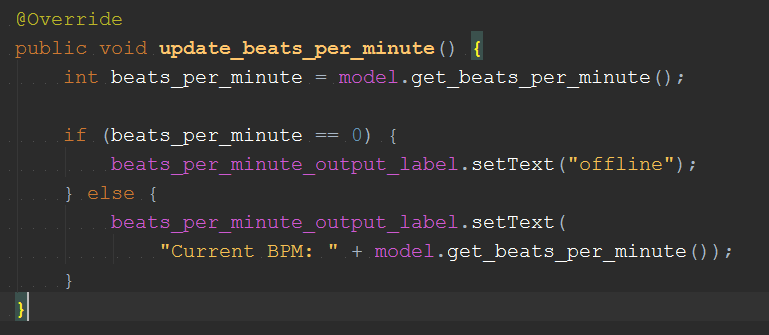 @Override
public void update_beats_per_minute() {
    int beats_per_minute = model.get_beats_per_minute();

    if (beats_per_minute == 0) {
        beats_per_minute_output_label.setText("offline");
    } else {
        beats_per_minute_output_label.setText(
            "Current BPM: " + model.get_beats_per_minute());
    }
}